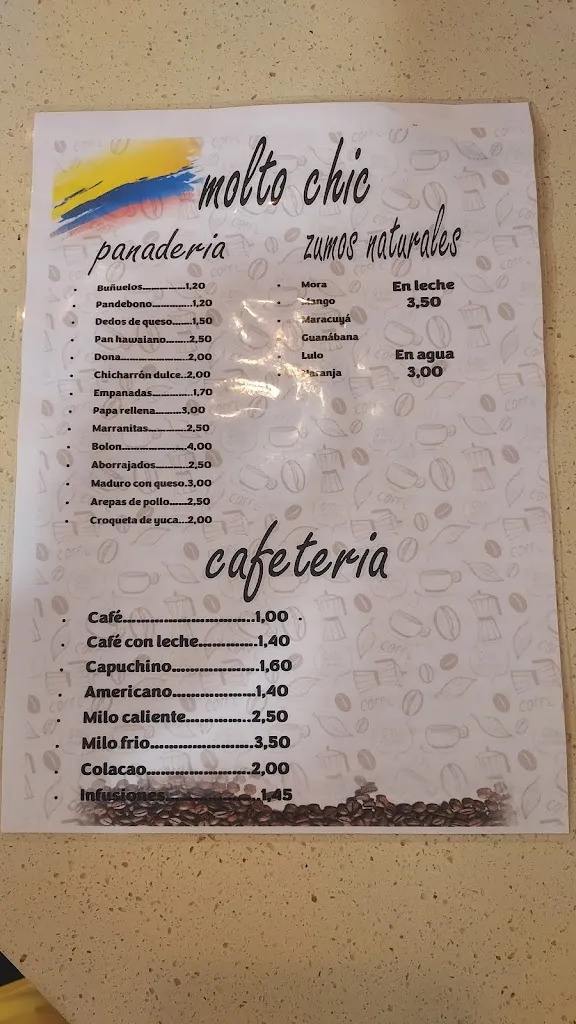 molto chic
panaderia
Buñuelos...............1,20
Pandebono..............1,20
Dedos de queso.......1,50
Pan hawaiano........2,50
Dona......................2,00
Chicharrón dulce..2,00
Empanadas.............1,70
Papa rellena.........3,00
Marranitas.............2,50
Bolon......................4,00
Aborrajados...........2,50
Maduro con queso.3,00
Arepas de pollo......2,50
Croqueta de yuca...2,00
zumos naturales
Mora
Mango
Maracuyá
Guanábana
Lulo
Naranja
En leche
3,50
En agua
3,00
cafeteria
Café............................1,00
Café con leche.............1,40
Capuchino...................1,60
Americano..................1,40
Milo caliente..............2,50
Milo frio.......................3,50
Colacao.......................2,00
Infusiones.....................1,45